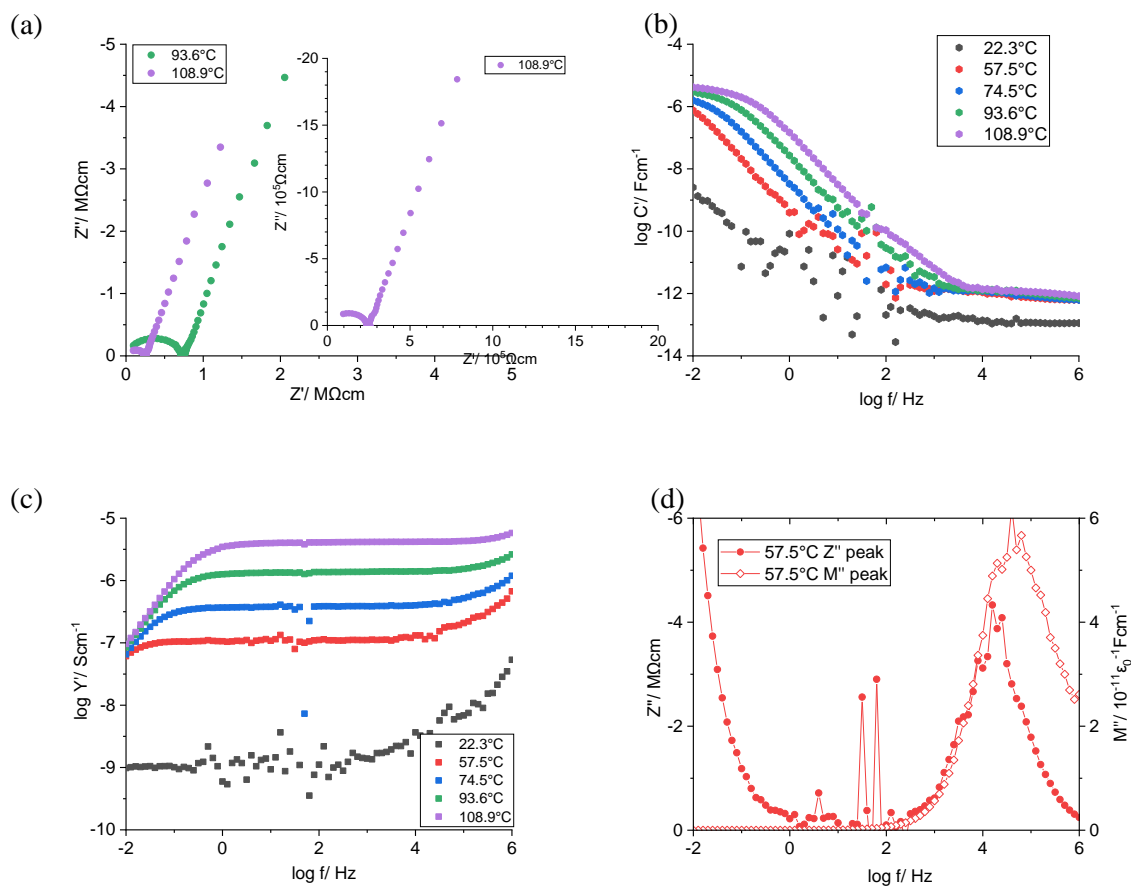 (a)
-5
-4
-3
-2
-1
0
0 1 2 3 4 5
Z''/ MΩcm
Z'/ MΩcm
93.6°C
108.9°C
-20
-15
-10
-5
0
0 5 10 15 20
Z''/ 10⁵Ωcm
Z'/ 10⁵Ωcm
108.9°C
(b)
-4
-6
-8
-10
-12
-14
-2 0 2 4 6
log C'/ Fcm⁻¹
log f/ Hz
22.3°C
57.5°C
74.5°C
93.6°C
108.9°C
(c)
-5
-6
-7
-8
-9
-10
-2 0 2 4 6
log Y'/ Scm⁻¹
log f/ Hz
22.3°C
57.5°C
74.5°C
93.6°C
108.9°C
(d)
-6
-4
-2
0
-2 0 2 4 6
Z''/ MΩcm
log f/ Hz
57.5°C Z'' peak
57.5°C M'' peak
6
5
4
3
2
1
0
M''/ 10⁻¹¹ε₀⁻¹Fcm